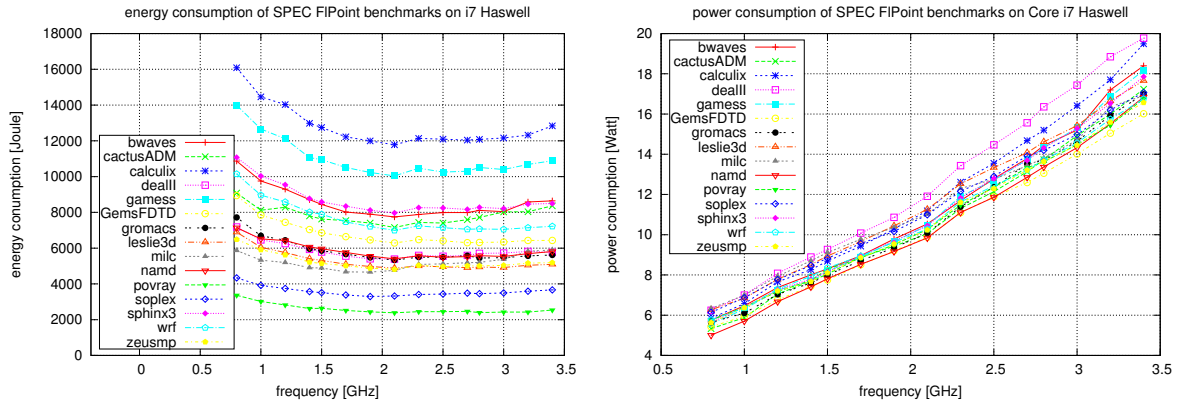 energy consumption of SPEC FlPoint benchmarks on i7 Haswell
energy conumption [Joule]
18000
16000
14000
12000
10000
8000
6000
4000
2000
0
bwaves
cactusADM
calculix
dealII
gamess
GemsFDTD
gromacs
leslie3d
milc
namd
povray
soplex
sphinx3
wrf
zeusmp
0 0.5 1 1.5 2 2.5 3 3.5
frequency [GHz]
power consumption of SPEC FlPoint benchmarks on Core i7 Haswell
power conumption [Watt]
20
18
16
14
12
10
8
6
4
bwaves
cactusADM
calculix
dealII
gamess
GemsFDTD
gromacs
leslie3d
milc
namd
povray
soplex
sphinx3
wrf
zeusmp
0.5 1 1.5 2 2.5 3 3.5
frequency [GHz]